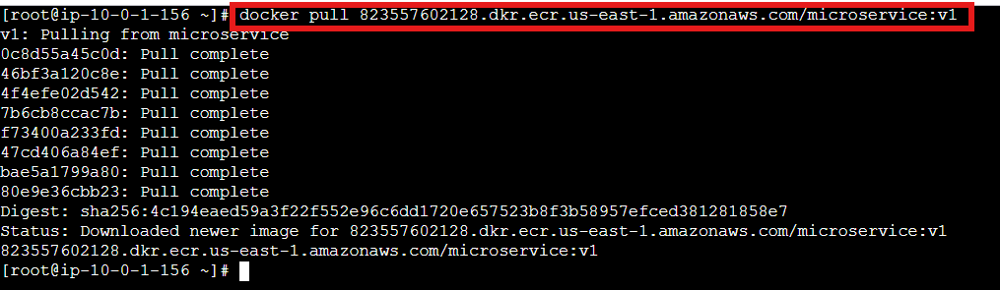 [root@ip-10-0-1-156 ~]# docker pull 823557602128.dkr.ecr.us-east-1.amazonaws.com/microservice:v1
v1: Pulling from microservice
0c8d55a45c0d: Pull complete
46bf3a120c8e: Pull complete
4f4efe02d542: Pull complete
7b6cb8ccac7b: Pull complete
f73400a233fd: Pull complete
47cd406a84ef: Pull complete
bae5a1799a80: Pull complete
80e9e36cbb23: Pull complete
Digest: sha256:4c194eaed59a3f22f552e96c6dd1720e657523b8f3b58957efced381281858e7
Status: Downloaded newer image for 823557602128.dkr.ecr.us-east-1.amazonaws.com/microservice:v1
823557602128.dkr.ecr.us-east-1.amazonaws.com/microservice:v1
[root@ip-10-0-1-156 ~]#